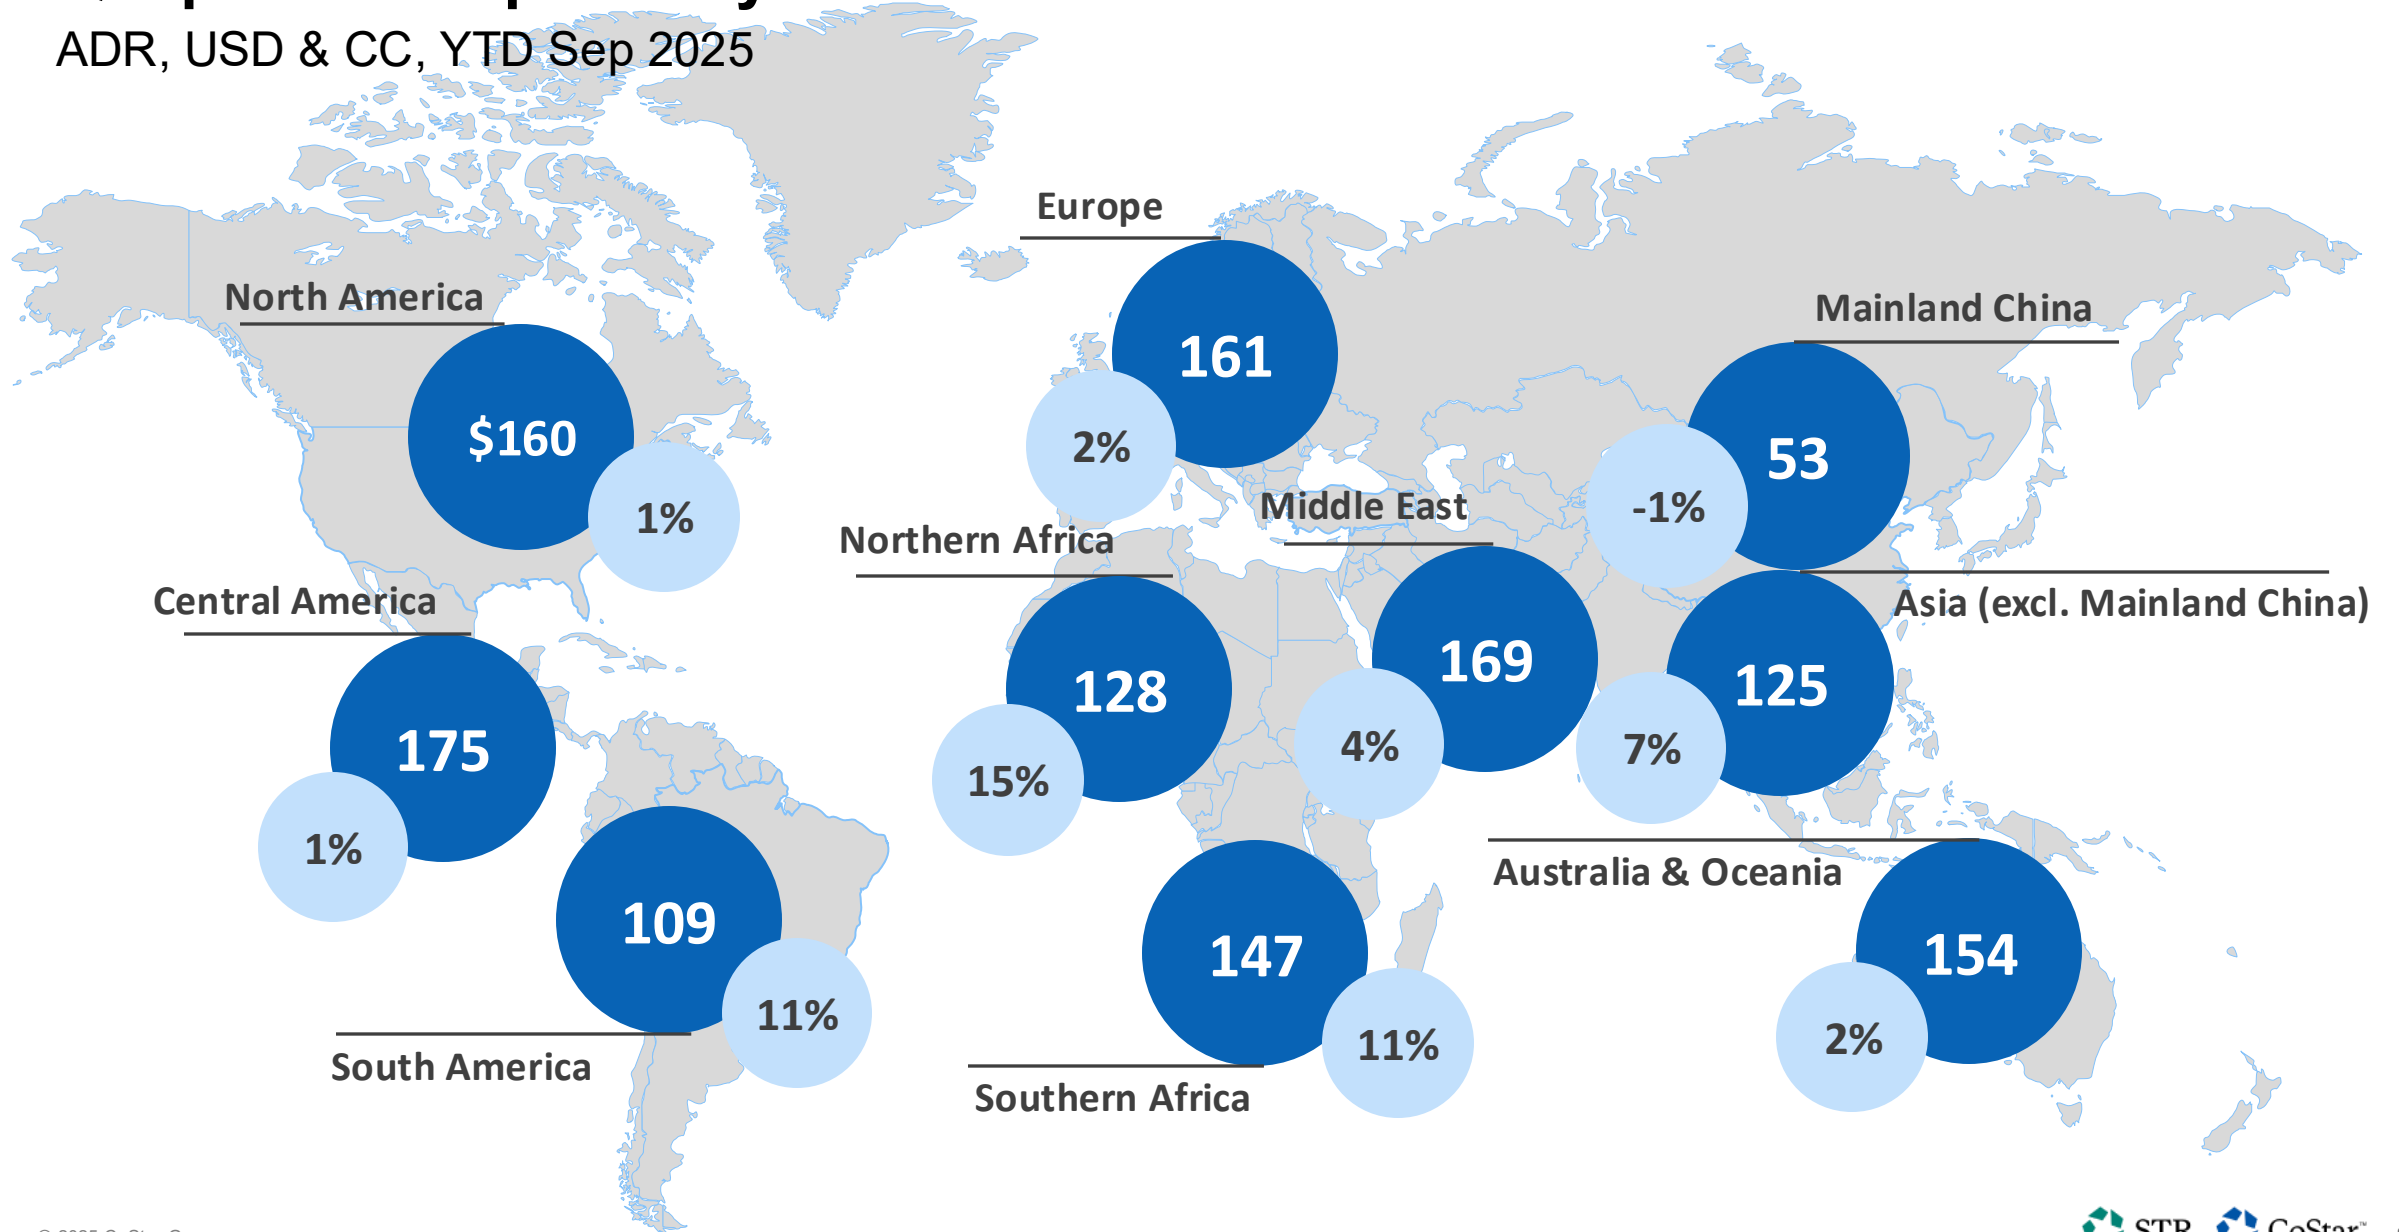 ADR, USD & CC, YTD Sep 2025
Europe
161
2%
North America
$160
1%
Mainland China
53
-1%
Middle East
169
4%
Northern Africa
128
15%
Central America
175
1%
Asia (excl. Mainland China)
125
7%
Australia & Oceania
154
2%
South America
109
11%
Southern Africa
147
11%
STR
CoStar™